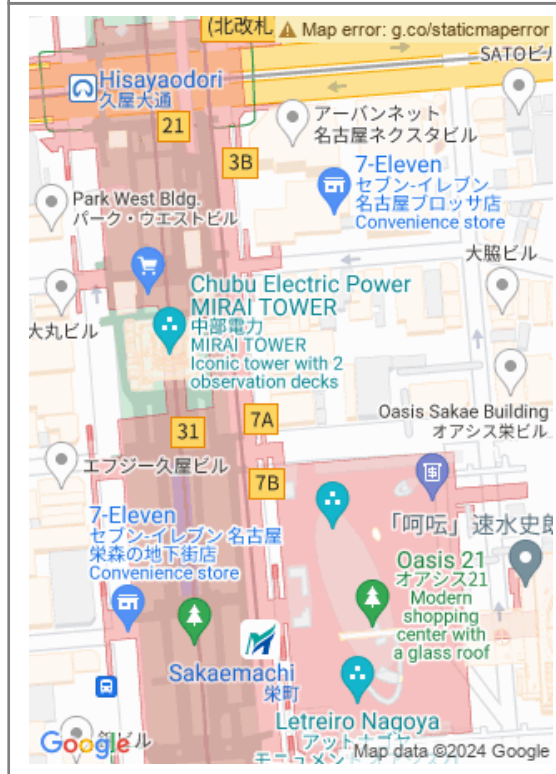 (北改札
Map error: g.co/staticmaperror
SATOビ
Hisayaodori
久屋大通
アーバンネット
名古屋ネクスタビル
21
3B
7-Eleven
セブン-イレブン
名古屋ブロッサ店
Convenience store
Park West Bldg.
パーク・ウエストビル
大脇ビル
Chubu Electric Power
MIRAI TOWER
中部電力
MIRAI TOWER
Iconic tower with 2
observation decks
大丸ビル
Oasis Sakae Building
オアシス栄ビル
7A
31
エフジー久屋ビル
7B
7-Eleven
セブン-イレブン 名古屋
栄森の地下街店
Convenience store
「呵呍」速水史朗
Oasis 21
オアシス21
Modern
shopping
center with
a glass roof
Sakaemachi
栄町
Letreiro Nagoya
アットナゴヤ
Google
ビル
Map data ©2024 Google